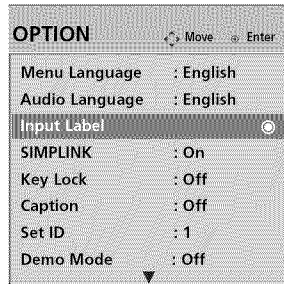 OPTION Move Enter
Menu Language : English
Audio Language : English
Input Label
SIMPLINK : On
Key Lock : Off
Caption : Off
Set ID : 1
Demo Mode : Off